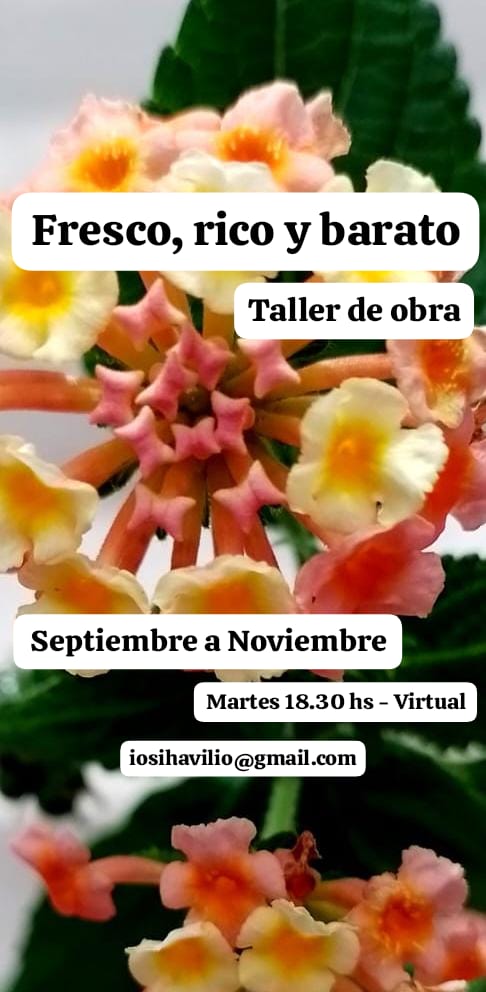 Fresco, rico y barato
Taller de obra
Septiembre a Noviembre
Martes 18.30 hs - Virtual
iosihavilio@gmail.com